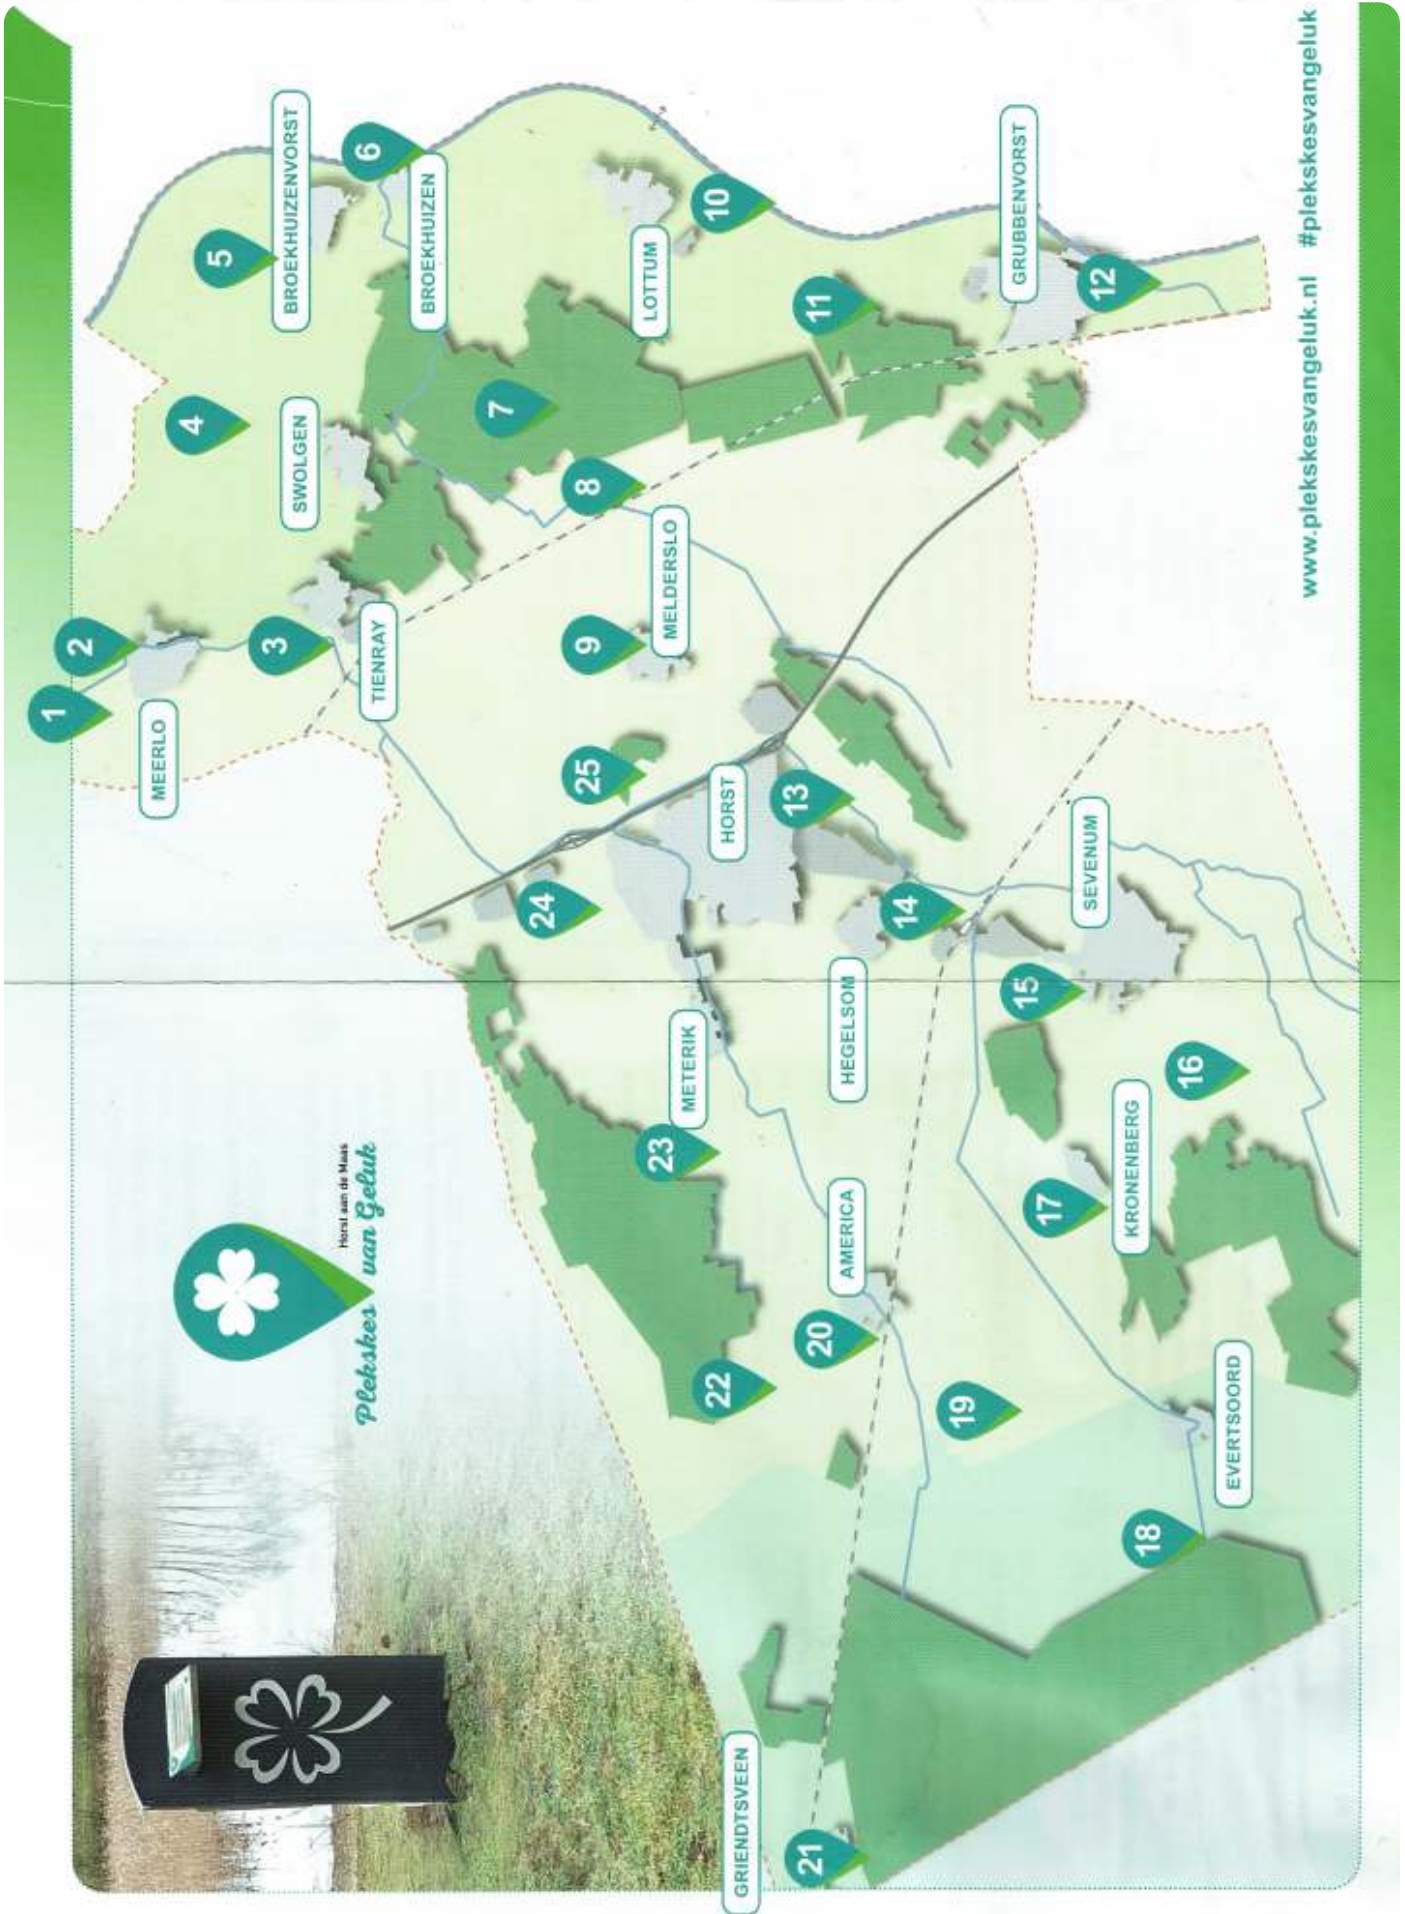 Horst aan de Maas
Plekskes van Geluk
1
2
MEERLO
3
TIENRAY
4
SWOLGEN
5
BROEKHUIZENVORST
6
BROEKHUIZEN
7
8
MELDERSLO
9
LOTTUM
10
11
GRUBBENVORST
12
25
HORST
13
24
14
HEGELSOM
SEVENUM
15
16
METERIK
23
KRONENBERG
17
AMERICA
20
22
19
EVERTSOORD
18
GRIENDTSVEEN
21
www.plekskesvangeluk.nl #plekskesvangeluk